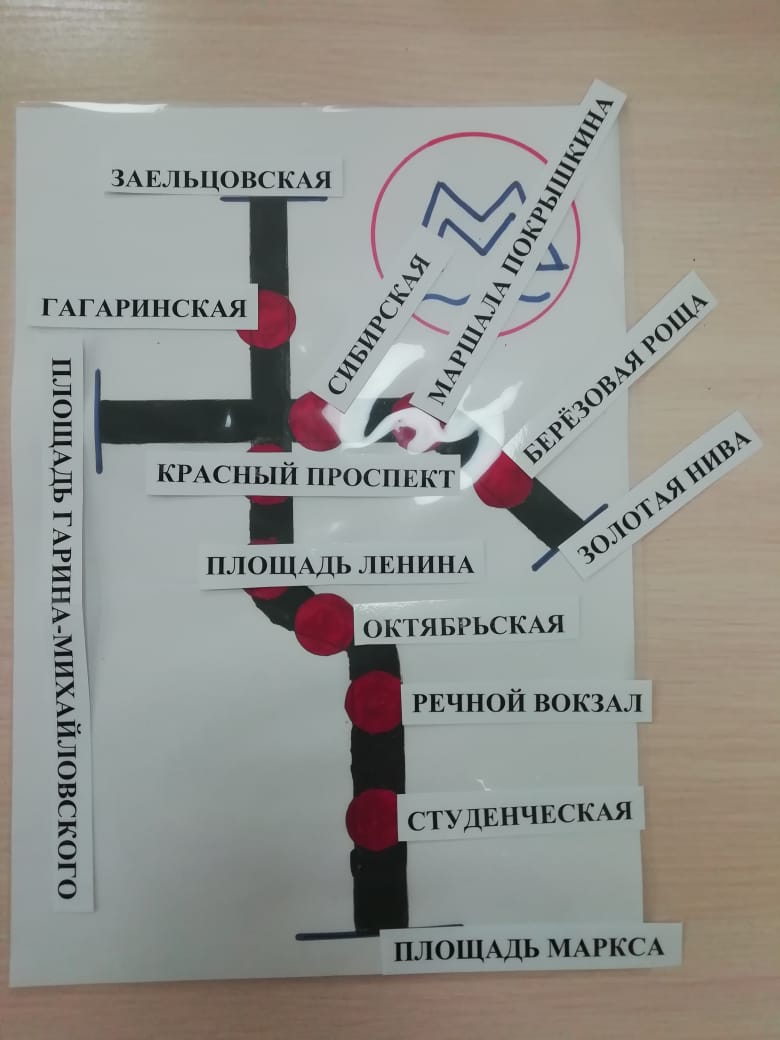 ЗАЕЛЬЦОВСКАЯ
ГАГАРИНСКАЯ
СИБИРСКАЯ
МАРШАЛА ПОКРЫШКИНА
БЕРЁЗОВАЯ РОЩА
ЗОЛОТАЯ НИВА
ПЛОЩАДЬ ГАРИНА-МИХАЙЛОВСКОГО
КРАСНЫЙ ПРОСПЕКТ
ПЛОЩАДЬ ЛЕНИНА
ОКТЯБРЬСКАЯ
РЕЧНОЙ ВОКЗАЛ
СТУДЕНЧЕСКАЯ
ПЛОЩАДЬ МАРКСА